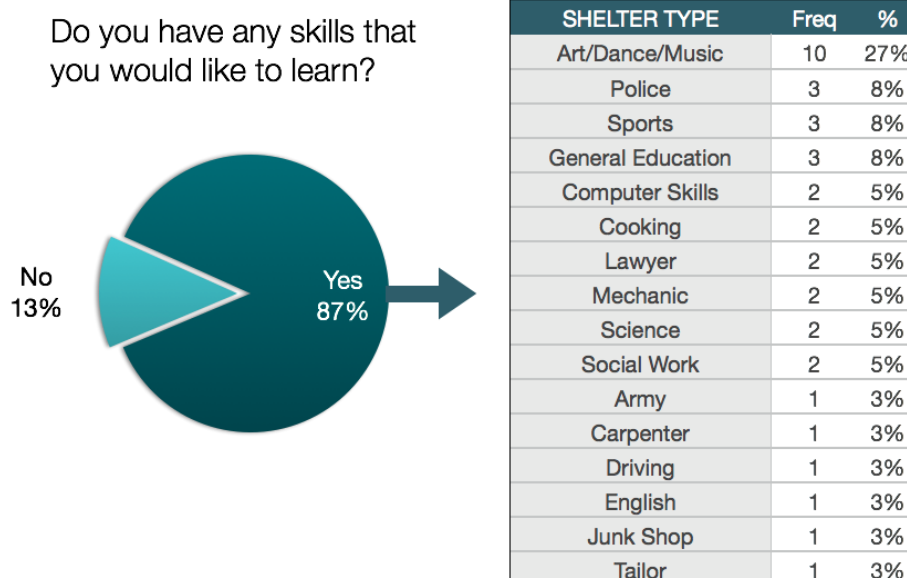 Do you have any skills that
you would like to learn?
No
13%
Yes
87%
SHELTER TYPE Freq %
Art/Dance/Music 10 27%
Police 3 8%
Sports 3 8%
General Education 3 8%
Computer Skills 2 5%
Cooking 2 5%
Lawyer 2 5%
Mechanic 2 5%
Science 2 5%
Social Work 2 5%
Army 1 3%
Carpenter 1 3%
Driving 1 3%
English 1 3%
Junk Shop 1 3%
Tailor 1 3%